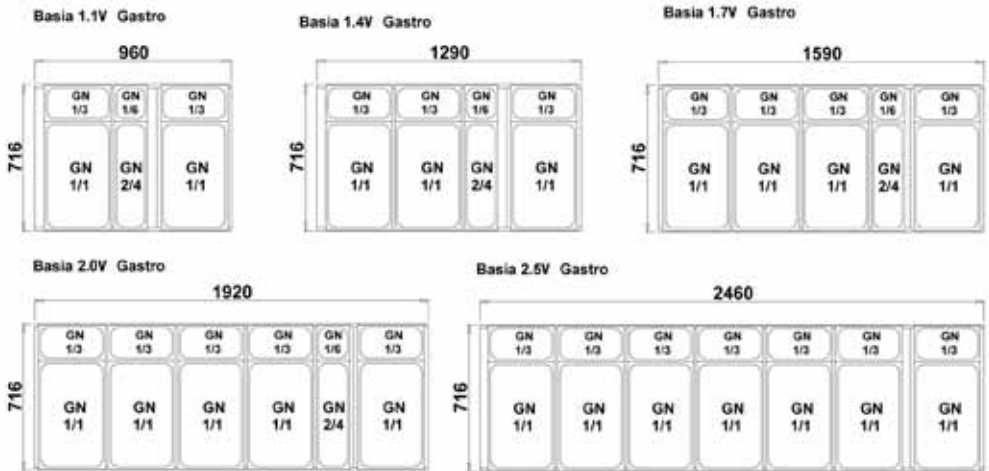 Basia 1.1V Gastro
960
716
GN 1/3
GN 1/6
GN 1/3
GN 1/1
GN 2/4
GN 1/1
Basia 1.4V Gastro
1290
716
GN 1/3
GN 1/3
GN 1/6
GN 1/3
GN 1/1
GN 1/1
GN 2/4
GN 1/1
Basia 1.7V Gastro
1590
716
GN 1/3
GN 1/3
GN 1/3
GN 1/6
GN 1/3
GN 1/1
GN 1/1
GN 1/1
GN 2/4
GN 1/1
Basia 2.0V Gastro
1920
716
GN 1/3
GN 1/3
GN 1/3
GN 1/3
GN 1/6
GN 1/3
GN 1/1
GN 1/1
GN 1/1
GN 1/1
GN 2/4
GN 1/1
Basia 2.5V Gastro
2460
716
GN 1/3
GN 1/3
GN 1/3
GN 1/3
GN 1/3
GN 1/3
GN 1/3
GN 1/1
GN 1/1
GN 1/1
GN 1/1
GN 1/1
GN 1/1
GN 1/1